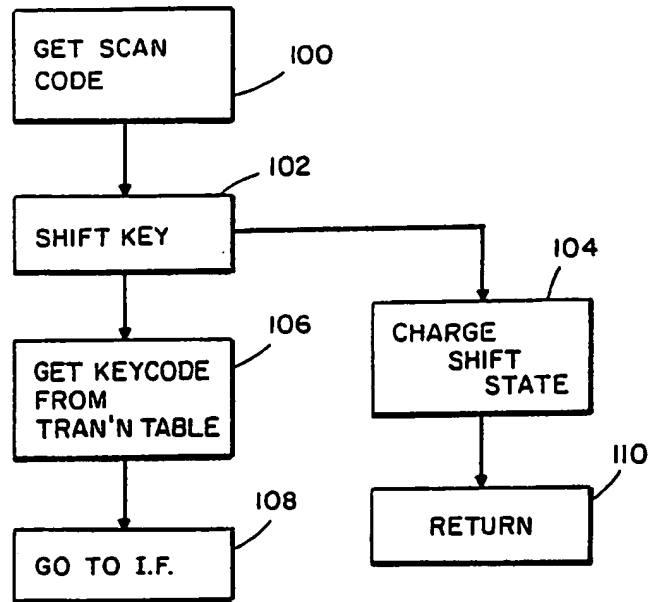 GET SCAN
CODE
100
102
SHIFT KEY
104
CHARGE
SHIFT
STATE
106
GET KEYCODE
FROM
TRAN'N TABLE
110
RETURN
108
GO TO I.F.